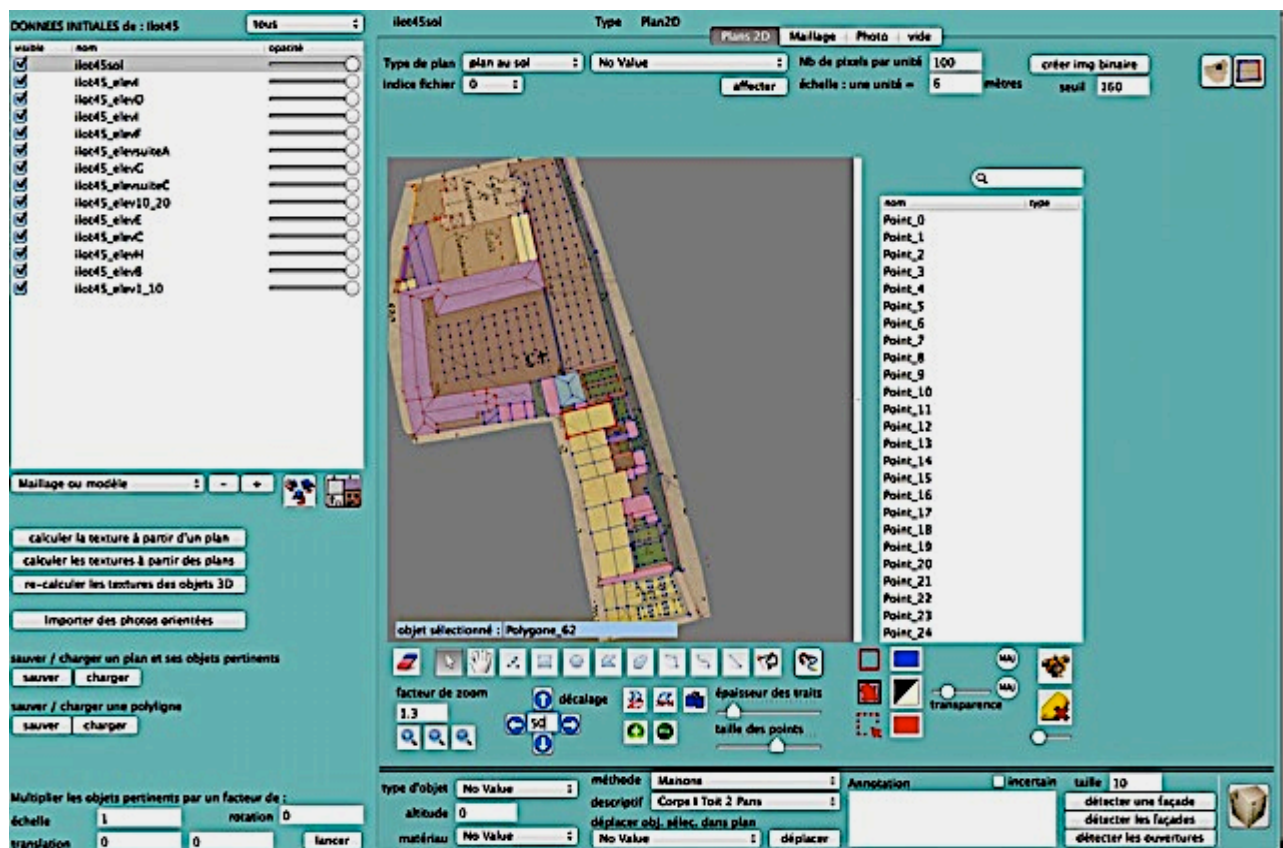 DONNEES INITIALES de : ilot45
tous
visible nom opacité
ilot45sol
ilot45_elevD
ilot45_elevF
ilot45_elevsuiteA
ilot45_elevG
ilot45_elevsuiteC
ilot45_elev10_20
ilot45_elevE
ilot45_elevC
ilot45_elevH
ilot45_elevB
ilot45_elev1_10
Maillage ou modèle
- +
calculer la texture à partir d'un plan
calculer les textures à partir des plans
re-calculer les textures des objets 3D
Importer des photos orientées
sauver / charger un plan et ses objets pertinents
sauver charger
sauver / charger une polyligne
sauver charger
Multiplier les objets pertinents par un facteur de :
échelle 1 rotation 0
translation 0 0 lancer
ilot45sol Type Plan2D
Plans 2D Maillage Photo vide
Type de plan plan au sol No Value Nb de pixels par unité 100 créer img binaire
Indice fichier 0 affecter échelle : une unité = 6 mètres seuil 160
nom type
Point_0
Point_1
Point_2
Point_3
Point_4
Point_5
Point_6
Point_7
Point_8
Point_9
Point_10
Point_11
Point_12
Point_13
Point_14
Point_15
Point_16
Point_17
Point_18
Point_19
Point_20
Point_21
Point_22
Point_23
Point_24
objet sélectionné : Polygone_62
facteur de zoom
1.3
décalage
50
épaisseur des traits
taille des points
MAJ
MAJ
transparence
type d'objet No Value
altitude 0
matériau No Value
méthode Maisons
descriptif Corps 1 Toit 2 Pans
déplacer obj. sélec. dans plan
No Value déplacer
Annotation incertain taille 10
détecter une façade
détecter les façades
détecter les ouvertures